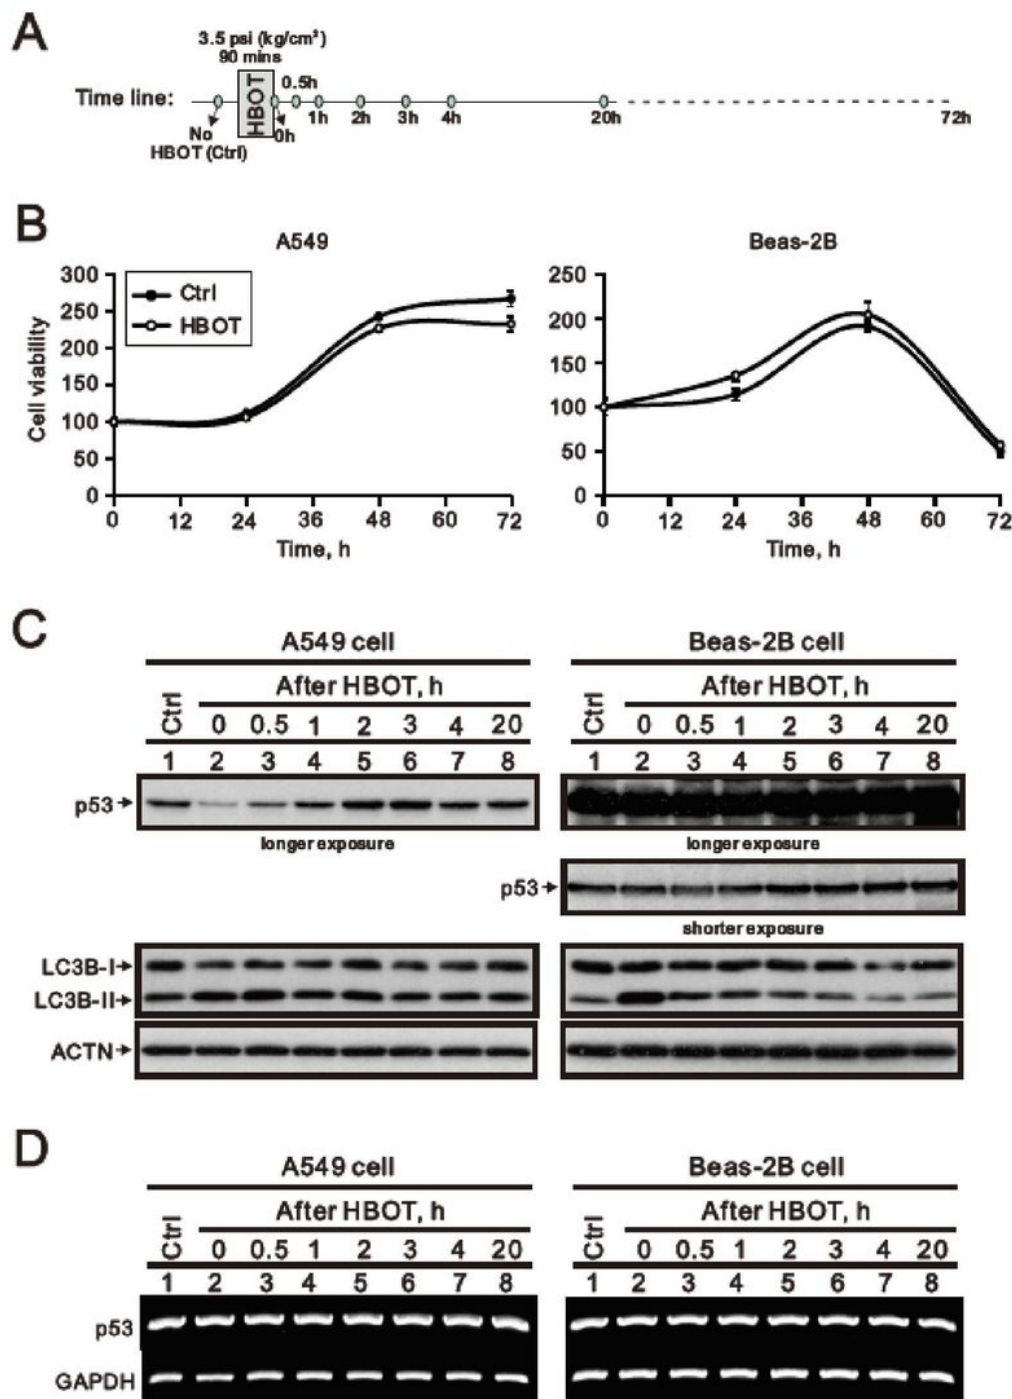 A
3.5 psi (kg/cm²)
90 mins
Time line:
HBOT
0.5h
0h
1h
2h
3h
4h
20h
72h
No
HBOT (Ctrl)
B
A549
Beas-2B
Cell viability
300
250
200
150
100
50
0
Ctrl
HBOT
0 12 24 36 48 60 72
Time, h
250
200
150
100
50
0
0 12 24 36 48 60 72
Time, h
C
A549 cell
Ctrl
After HBOT, h
0 0.5 1 2 3 4 20
1 2 3 4 5 6 7 8
p53
longer exposure
Beas-2B cell
Ctrl
After HBOT, h
0 0.5 1 2 3 4 20
1 2 3 4 5 6 7 8
longer exposure
p53
shorter exposure
LC3B-I
LC3B-II
ACTN
D
A549 cell
Ctrl
After HBOT, h
0 0.5 1 2 3 4 20
1 2 3 4 5 6 7 8
Beas-2B cell
Ctrl
After HBOT, h
0 0.5 1 2 3 4 20
1 2 3 4 5 6 7 8
p53
GAPDH